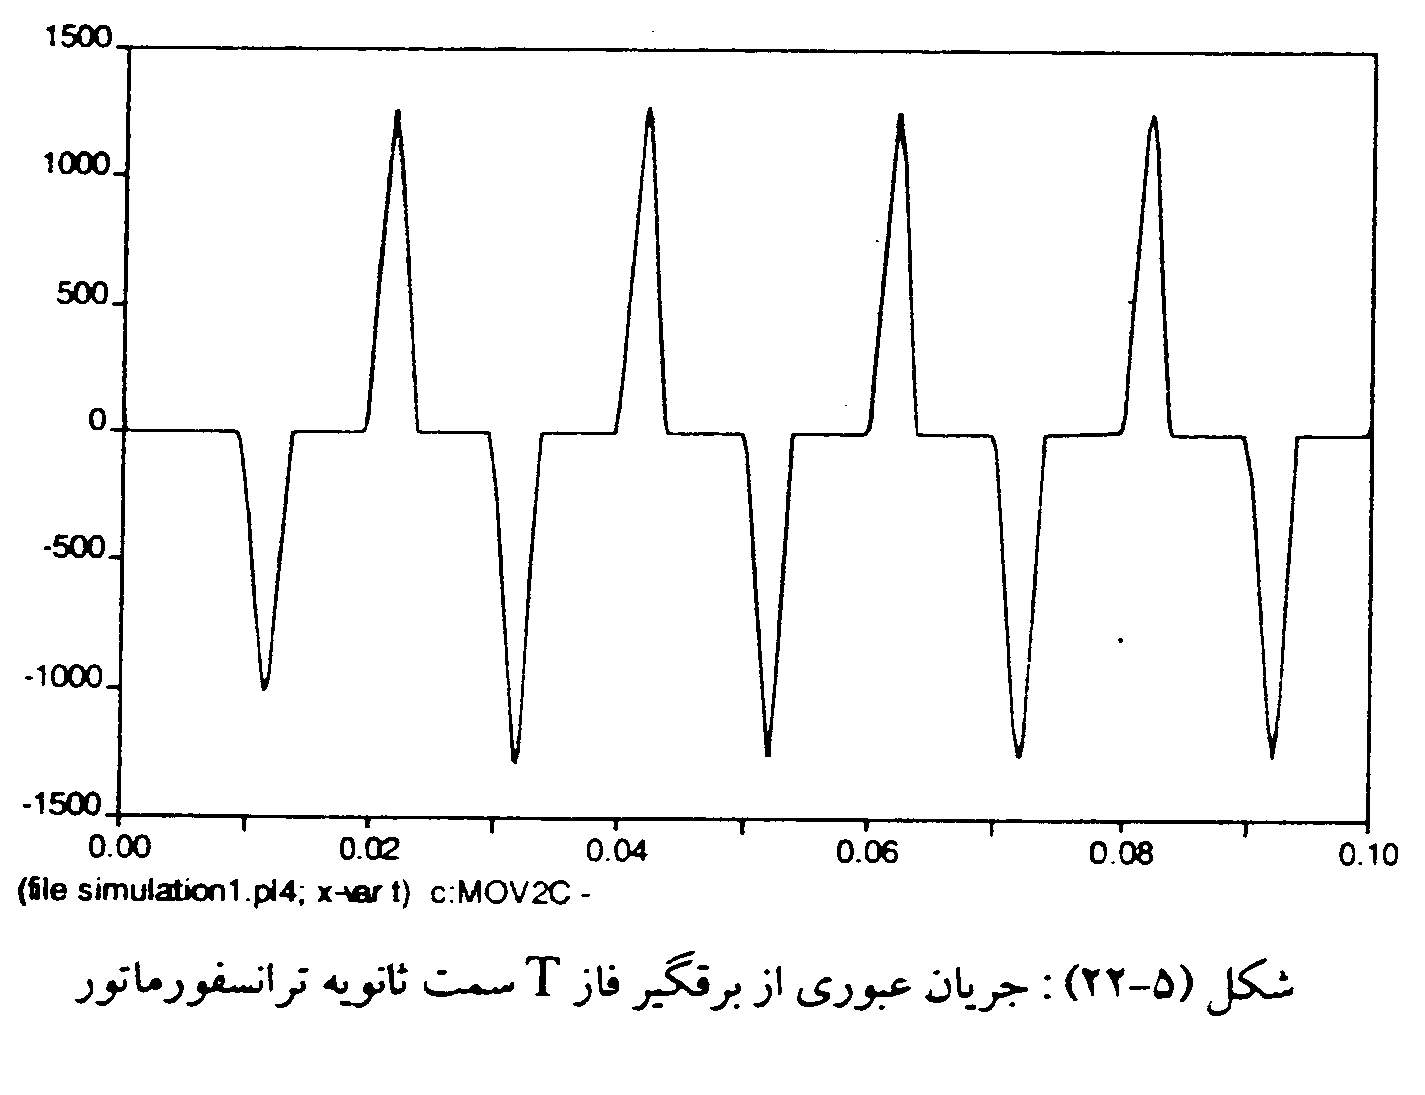 1500
1000
500
0
-500
-1000
-1500
0.00 0.02 0.04 0.06 0.08 0.10
(file simulation1.pl4; x-var t) c:MOV2C -
شکل (۵-۲۲) : جریان عبوری از برقگیر فاز T سمت ثانویه ترانسفورماتور